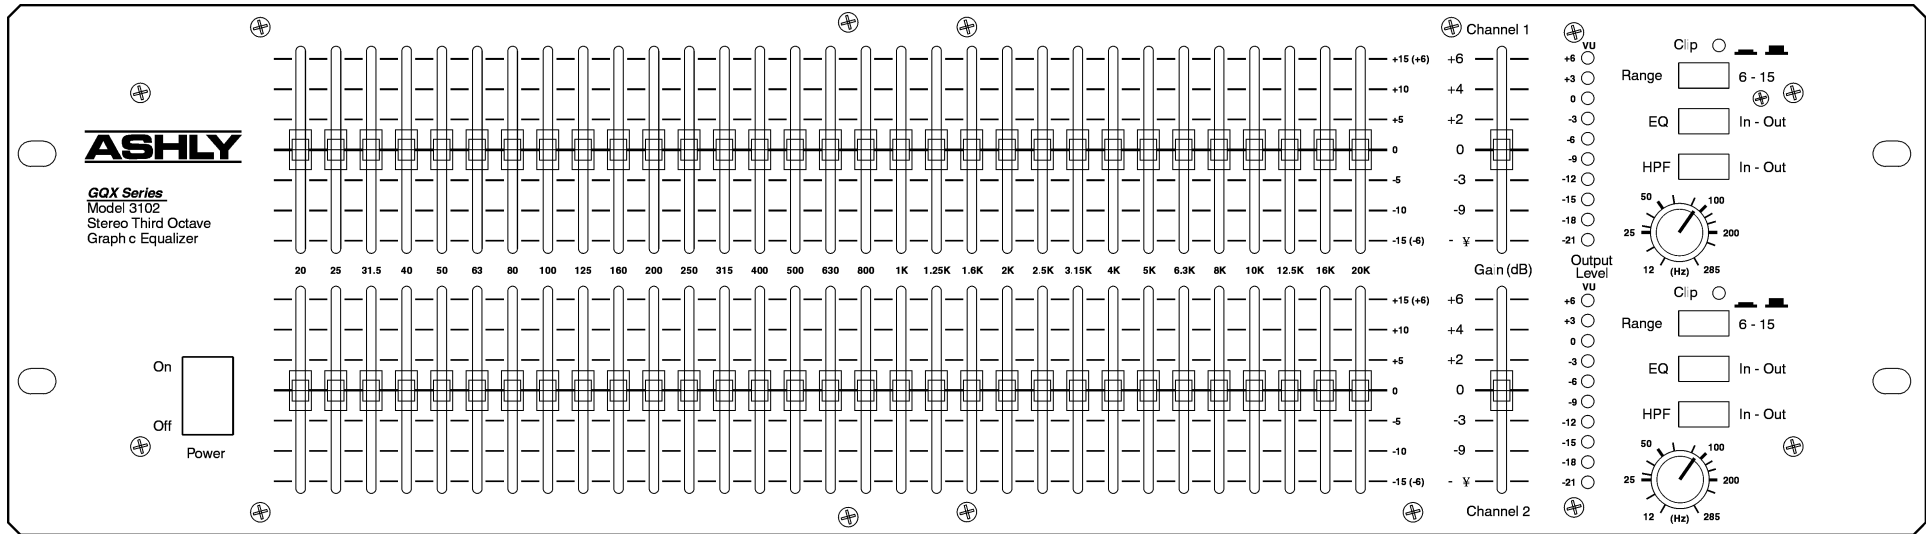 Channel 1
ASHLY
GQX Series
Model 3102
Stereo Third Octave
Graph c Equalizer
+15 (+6)
+10
+5
0
-5
-10
-15 (-6)
+6
+4
+2
0
-3
-9
- ¥
20 25 31.5 40 50 63 80 100 125 160 200 250 315 400 500 630 800 1K 1.25K 1.6K 2K 2.5K 3.15K 4K 5K 6.3K 8K 10K 12.5K 16K 20K
Gain (dB)
VU
+6
+3
0
-3
-6
-9
-12
-15
-18
-21
Output
Level
Clip
Range 6 - 15
EQ In - Out
HPF In - Out
50 100
25 200
12 (Hz) 285
On
Off
Power
+15 (+6)
+10
+5
0
-5
-10
-15 (-6)
+6
+4
+2
0
-3
-9
- ¥
Channel 2
VU
+6
+3
0
-3
-6
-9
-12
-15
-18
-21
Clip
Range 6 - 15
EQ In - Out
HPF In - Out
50 100
25 200
12 (Hz) 285